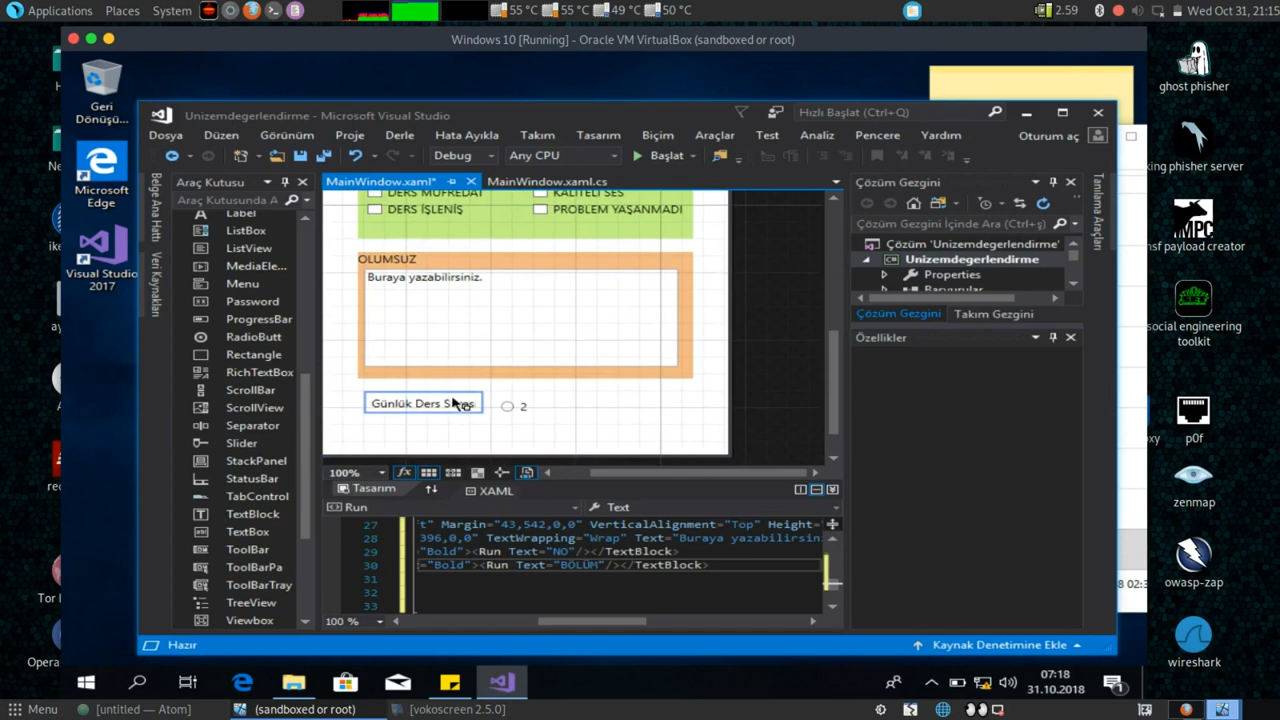 Applications Places System 55 °C 55 °C 49 °C 50 °C 2.59 Wed Oct 31, 21:15
Windows 10 [Running] - Oracle VM VirtualBox (sandboxed or root)
Geri
Dönüşü...
Microsoft
Edge
Visual Studio
2017
Unizemdegerlendirme - Microsoft Visual Studio
Hızlı Başlat (Ctrl+Q)
Dosya Düzen Görünüm Proje Derle Hata Ayıkla Takım Tasarım Biçim Araçlar Test Analiz Pencere Yardım Oturum aç
Debug Any CPU Başlat
Belge Ana Hattı
Veri Kaynakları
Araç Kutusu
Araç Kutusunda A
Label
ListBox
ListView
MediaEle...
Menu
Password
ProgressBar
RadioButt
Rectangle
RichTextBox
ScrollBar
ScrollView
Separator
Slider
StackPanel
StatusBar
TabControl
TextBlock
TextBox
ToolBar
ToolBarPa
ToolBarTray
TreeView
Viewbox
MainWindow.xaml* MainWindow.xaml.cs
DERS MÜFREDAT KALİTELİ SES
DERS İŞLENİŞ PROBLEM YAŞANMADI
OLUMSUZ
Buraya yazabilirsiniz.
Günlük Ders 2
100%
Tasarım XAML
Run Text
27 t" Margin="43,542,0,0" VerticalAlignment="Top" Height=
28 396,0,0" TextWrapping="Wrap" Text="Buraya yazabilirsin
29 "Bold"><Run Text="NO"/></TextBlock>
30 ="Bold"><Run Text="BÖLÜM"/></TextBlock>
31
32
33
100 %
Çözüm Gezgini
Çözüm Gezgini İçinde Ara (Ctrl+ş)
Çözüm 'Unizemdegerlendirme'
Unizemdegerlendirme
Properties
Başvurular
Çözüm Gezgini Takım Gezgini
Özellikler
Tanılama Araçları
Hazır Kaynak Denetimine Ekle
07:18
31.10.2018
1
ghost phisher
king phisher server
msf payload creator
social engineering
toolkit
p0f
zenmap
owasp-zap
wireshark
Menu [untitled — Atom] (sandboxed or root) [vokoscreen 2.5.0]